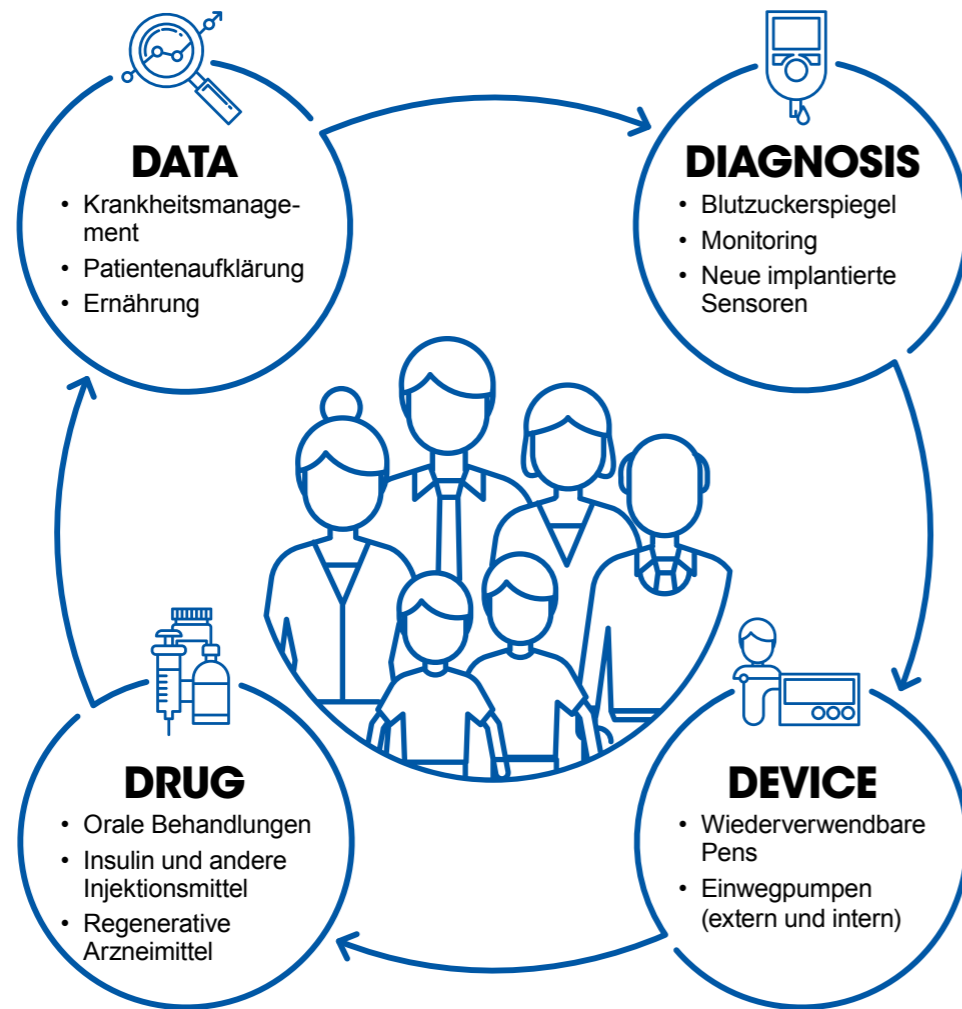 DATA
• Krankheitsmanage-
ment
• Patientenaufklärung
• Ernährung
DIAGNOSIS
• Blutzuckerspiegel
• Monitoring
• Neue implantierte
Sensoren
DRUG
• Orale Behandlungen
• Insulin und andere
Injektionsmittel
• Regenerative
Arzneimittel
DEVICE
• Wiederverwendbare
Pens
• Einwegpumpen
(extern und intern)